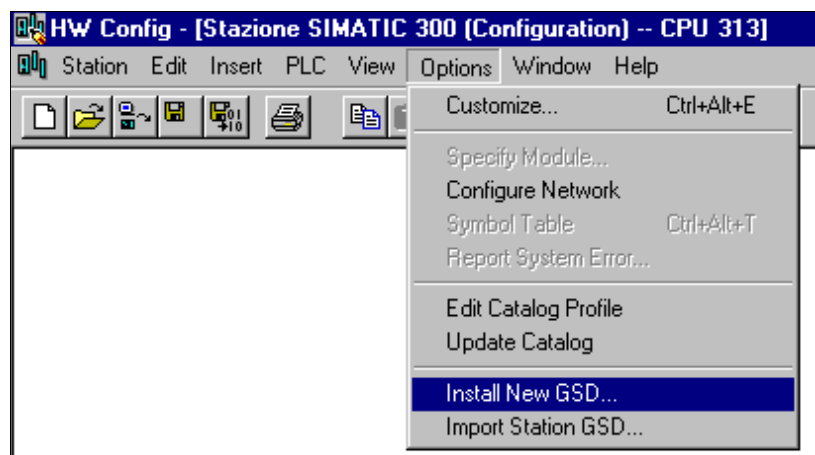 HW Config - [Stazione SIMATIC 300 (Configuration) -- CPU 313]
Station Edit Insert PLC View Options Window Help
Customize... Ctrl+Alt+E
Specify Module...
Configure Network
Symbol Table Ctrl+Alt+T
Report System Error...
Edit Catalog Profile
Update Catalog
Install New GSD...
Import Station GSD...